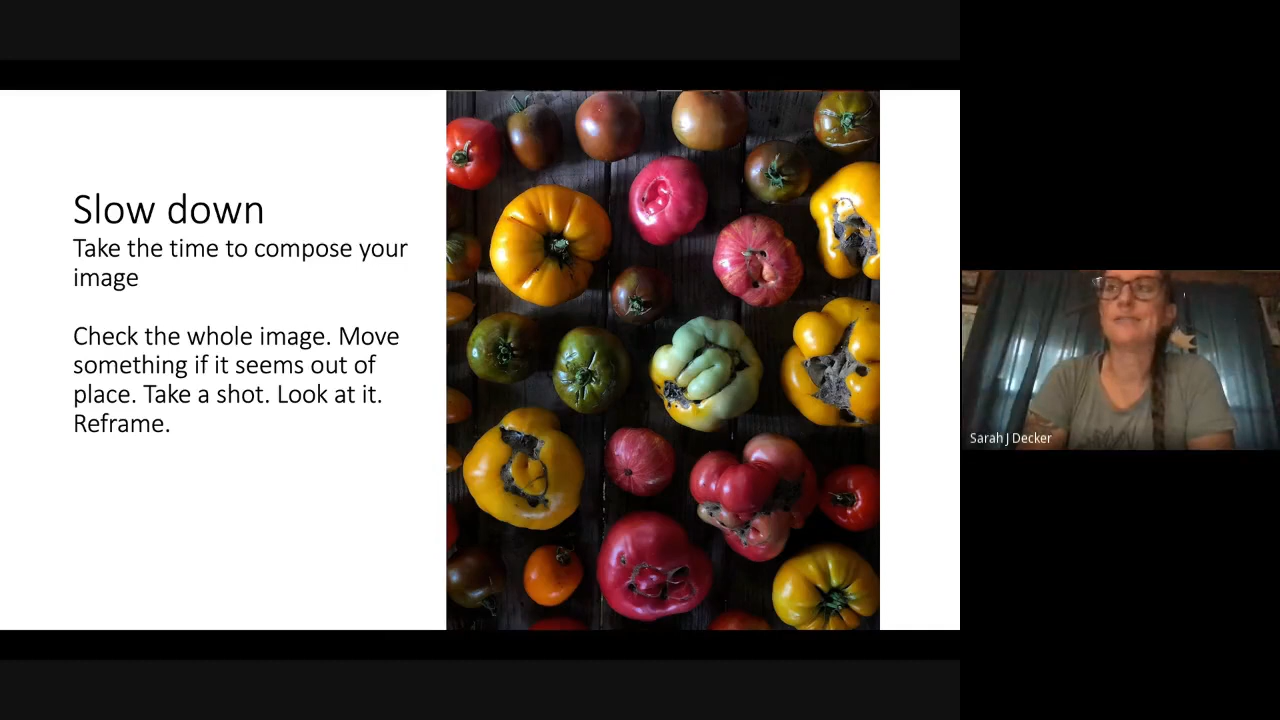 Slow down
Take the time to compose your
image
Check the whole image. Move
something if it seems out of
place. Take a shot. Look at it.
Reframe.
Sarah J Decker